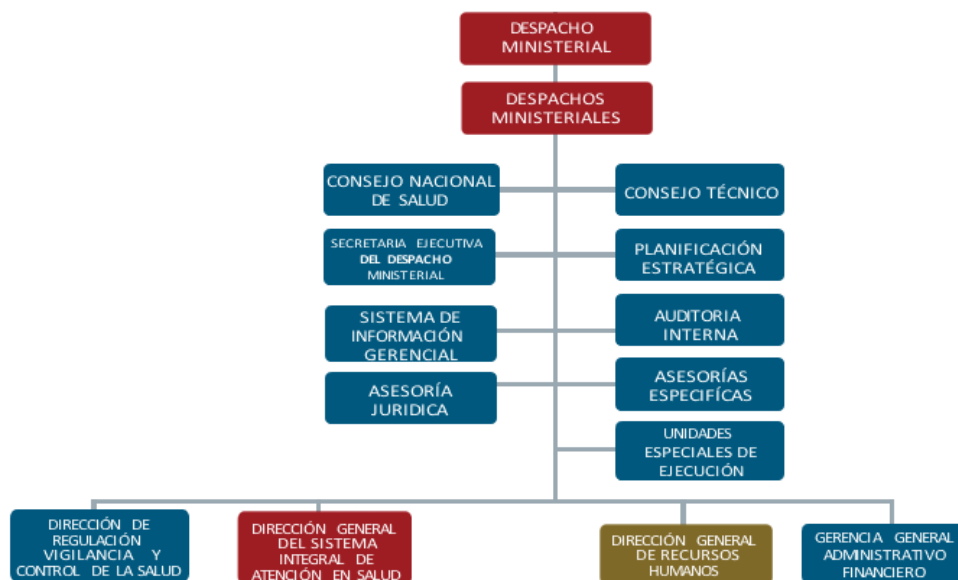 DESPACHO
MINISTERIAL
DESPACHOS
MINISTERIALES
CONSEJO NACIONAL
DE SALUD
CONSEJO TÉCNICO
SECRETARIA EJECUTIVA
DEL DESPACHO
MINISTERIAL
PLANIFICACIÓN
ESTRATÉGICA
SISTEMA DE
INFORMACIÓN
GERENCIAL
AUDITORIA
INTERNA
ASESORÍA
JURIDICA
ASESORÍAS
ESPECIFÍCAS
UNIDADES
ESPECIALES DE
EJECUCIÓN
DIRECCIÓN DE
REGULACIÓN
VIGILANCIA Y
CONTROL DE LA SALUD
DIRECCIÓN GENERAL
DEL SISTEMA
INTEGRAL DE
ATENCIÓN EN SALUD
DIRECCIÓN GENERAL
DE RECURSOS
HUMANOS
GERENCIA GENERAL
ADMINISTRATIVO
FINANCIERO